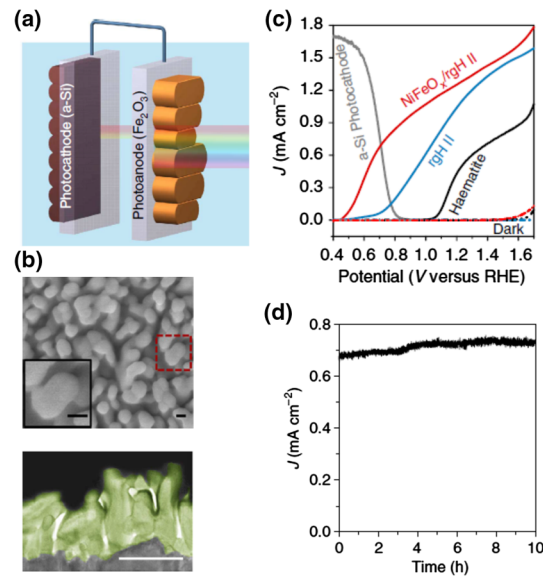 (a)
Photocathode (a-Si)
Photoanode (Fe2O3)
(b)
(c)
J (mA cm−2)
1.8
1.5
1.2
0.9
0.6
0.3
0.0
a-Si Photocathode
NiFeOx/rgH II
rgH II
Haematite
Dark
0.4 0.6 0.8 1.0 1.2 1.4 1.6
Potential (V versus RHE)
(d)
J (mA cm−2)
0.8
0.6
0.4
0.2
0.0
0 2 4 6 8 10
Time (h)